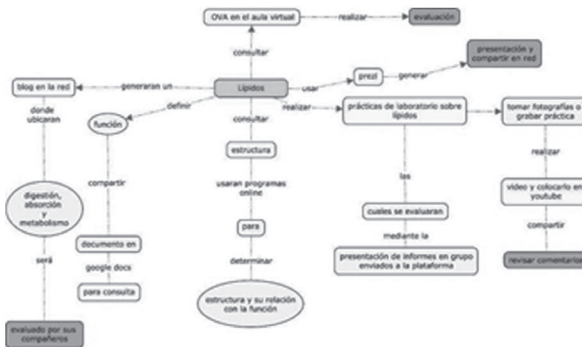 OVA en el aula virtual
realizar
evaluación
consultar
presentación y
compartir en red
blog en la red
generaran un
Lípidos
usar
prezi
generar
donde
ubicaran
definir
función
consultar
realizar
prácticas de laboratorio sobre
lípidos
tomar fotografías o
grabar práctica
estructura
compartir
usaran programas
online
las
realizar
digestión,
absorción
y
metabolismo
para
cuales se evaluaran
video y colocarlo en
youtube
documento en
mediante la
compartir
será
google docs
determinar
presentación de informes en grupo
enviados a la plataforma
revisar comentarios
para consulta
estructura y su relación
con la función
evaluado por sus
compañeros